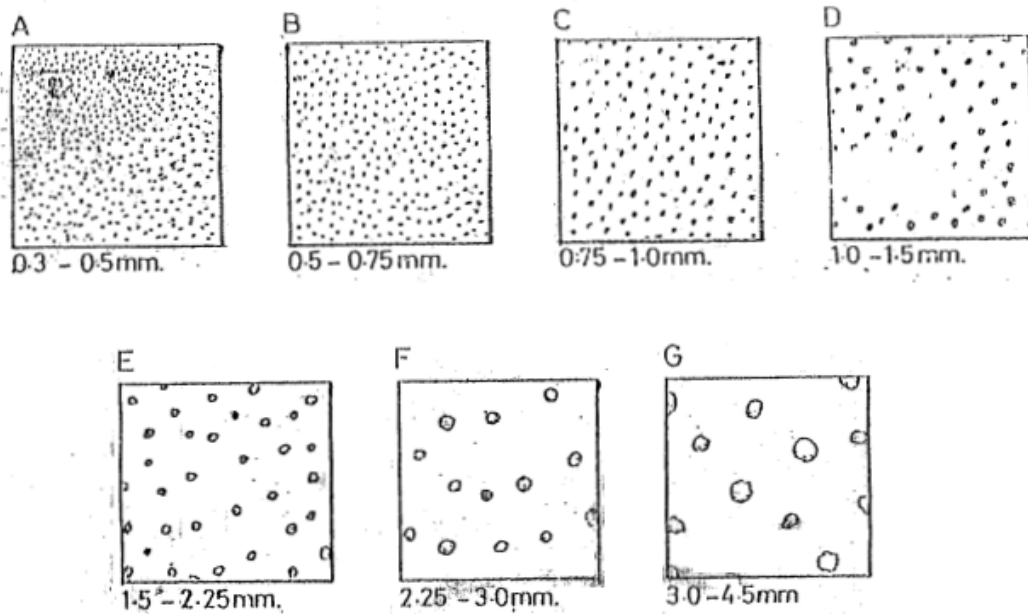 A
B
C
D
0.3 - 0.5mm.
0.5 - 0.75mm.
0.75-1.0mm.
1.0 -1.5mm.
E
F
G
1.5 - 2.25mm.
2.25 - 3.0mm.
3.0-4.5mm